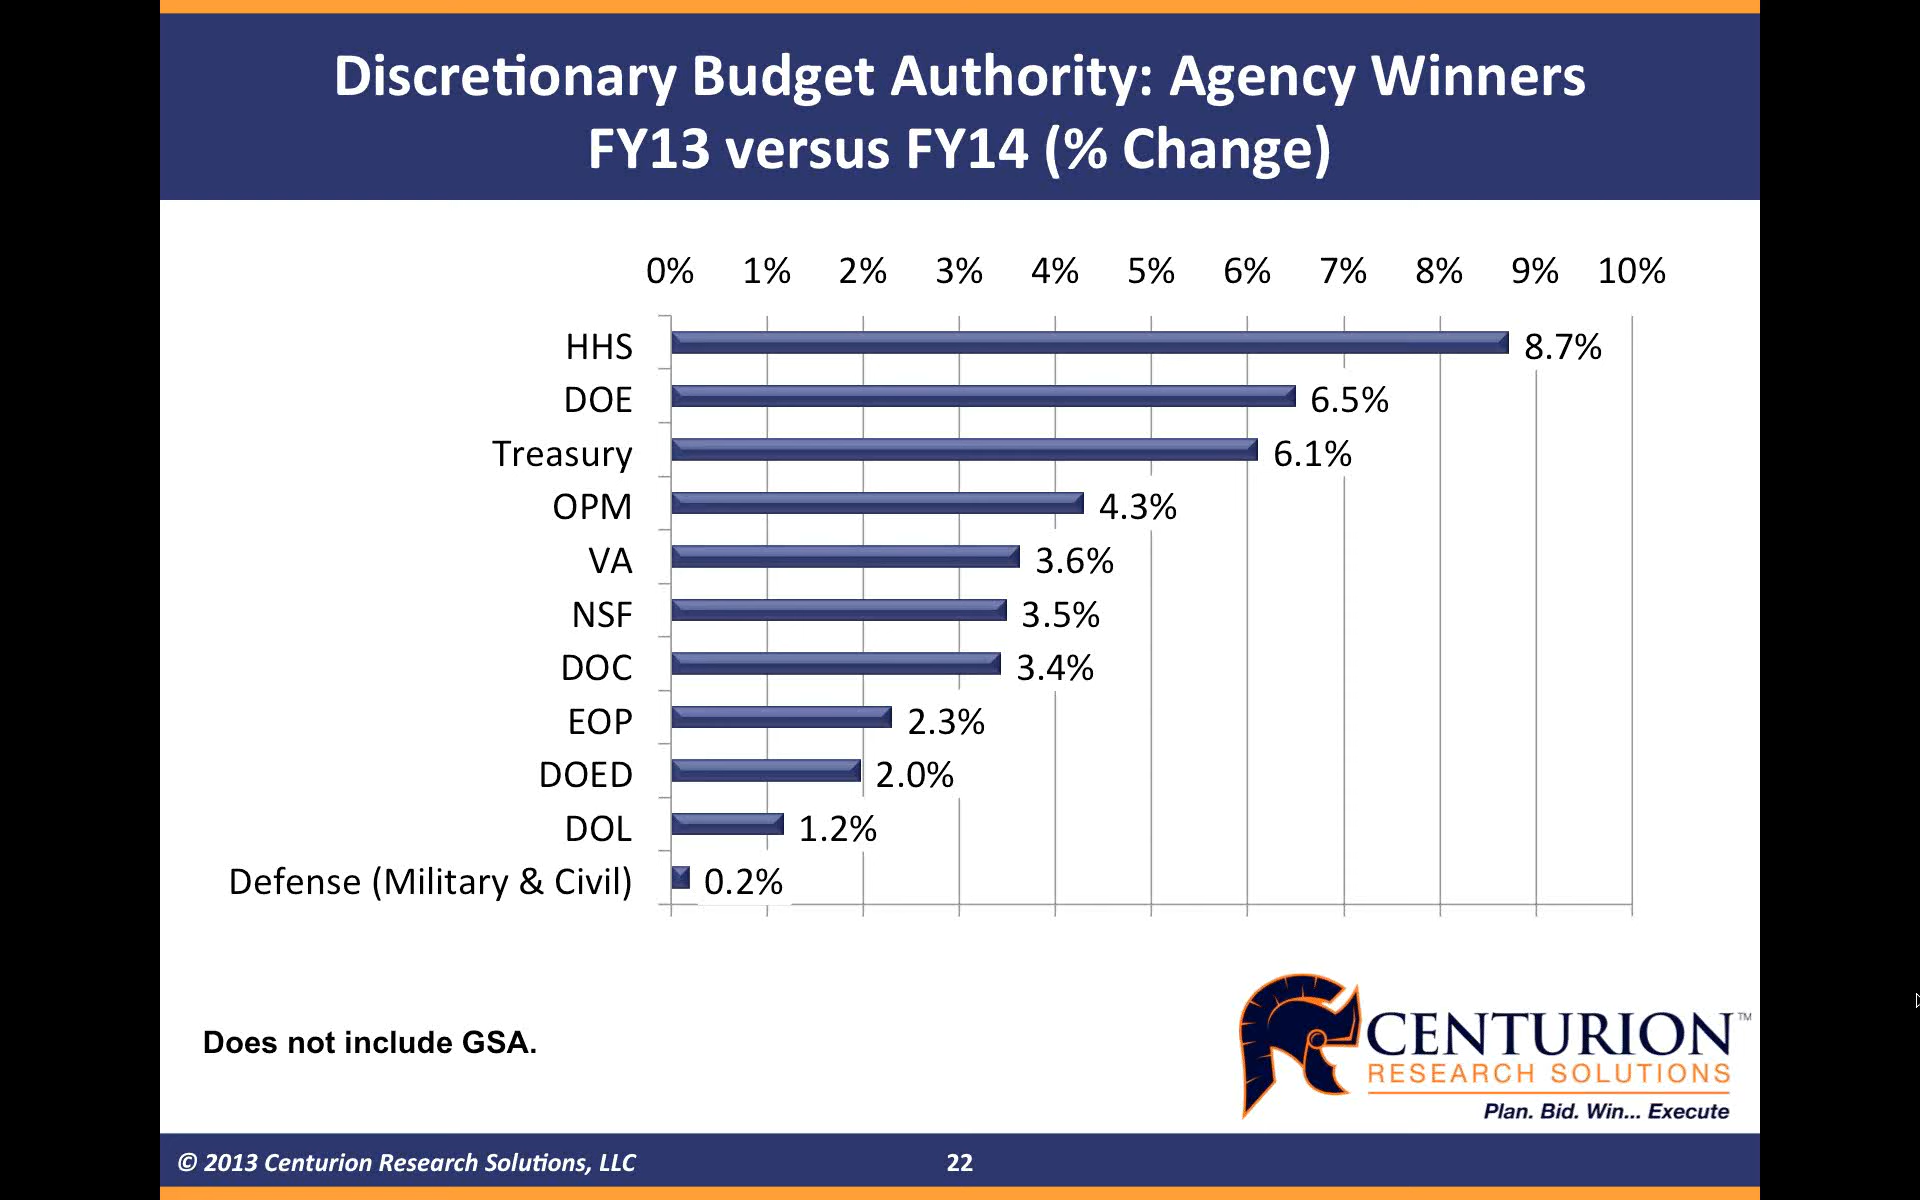 Discretionary Budget Authority: Agency Winners
FY13 versus FY14 (% Change)
0% 1% 2% 3% 4% 5% 6% 7% 8% 9% 10%
HHS 8.7%
DOE 6.5%
Treasury 6.1%
OPM 4.3%
VA 3.6%
NSF 3.5%
DOC 3.4%
EOP 2.3%
DOED 2.0%
DOL 1.2%
Defense (Military & Civil) 0.2%
Does not include GSA.
CENTURION™
RESEARCH SOLUTIONS
Plan. Bid. Win... Execute
© 2013 Centurion Research Solutions, LLC 22